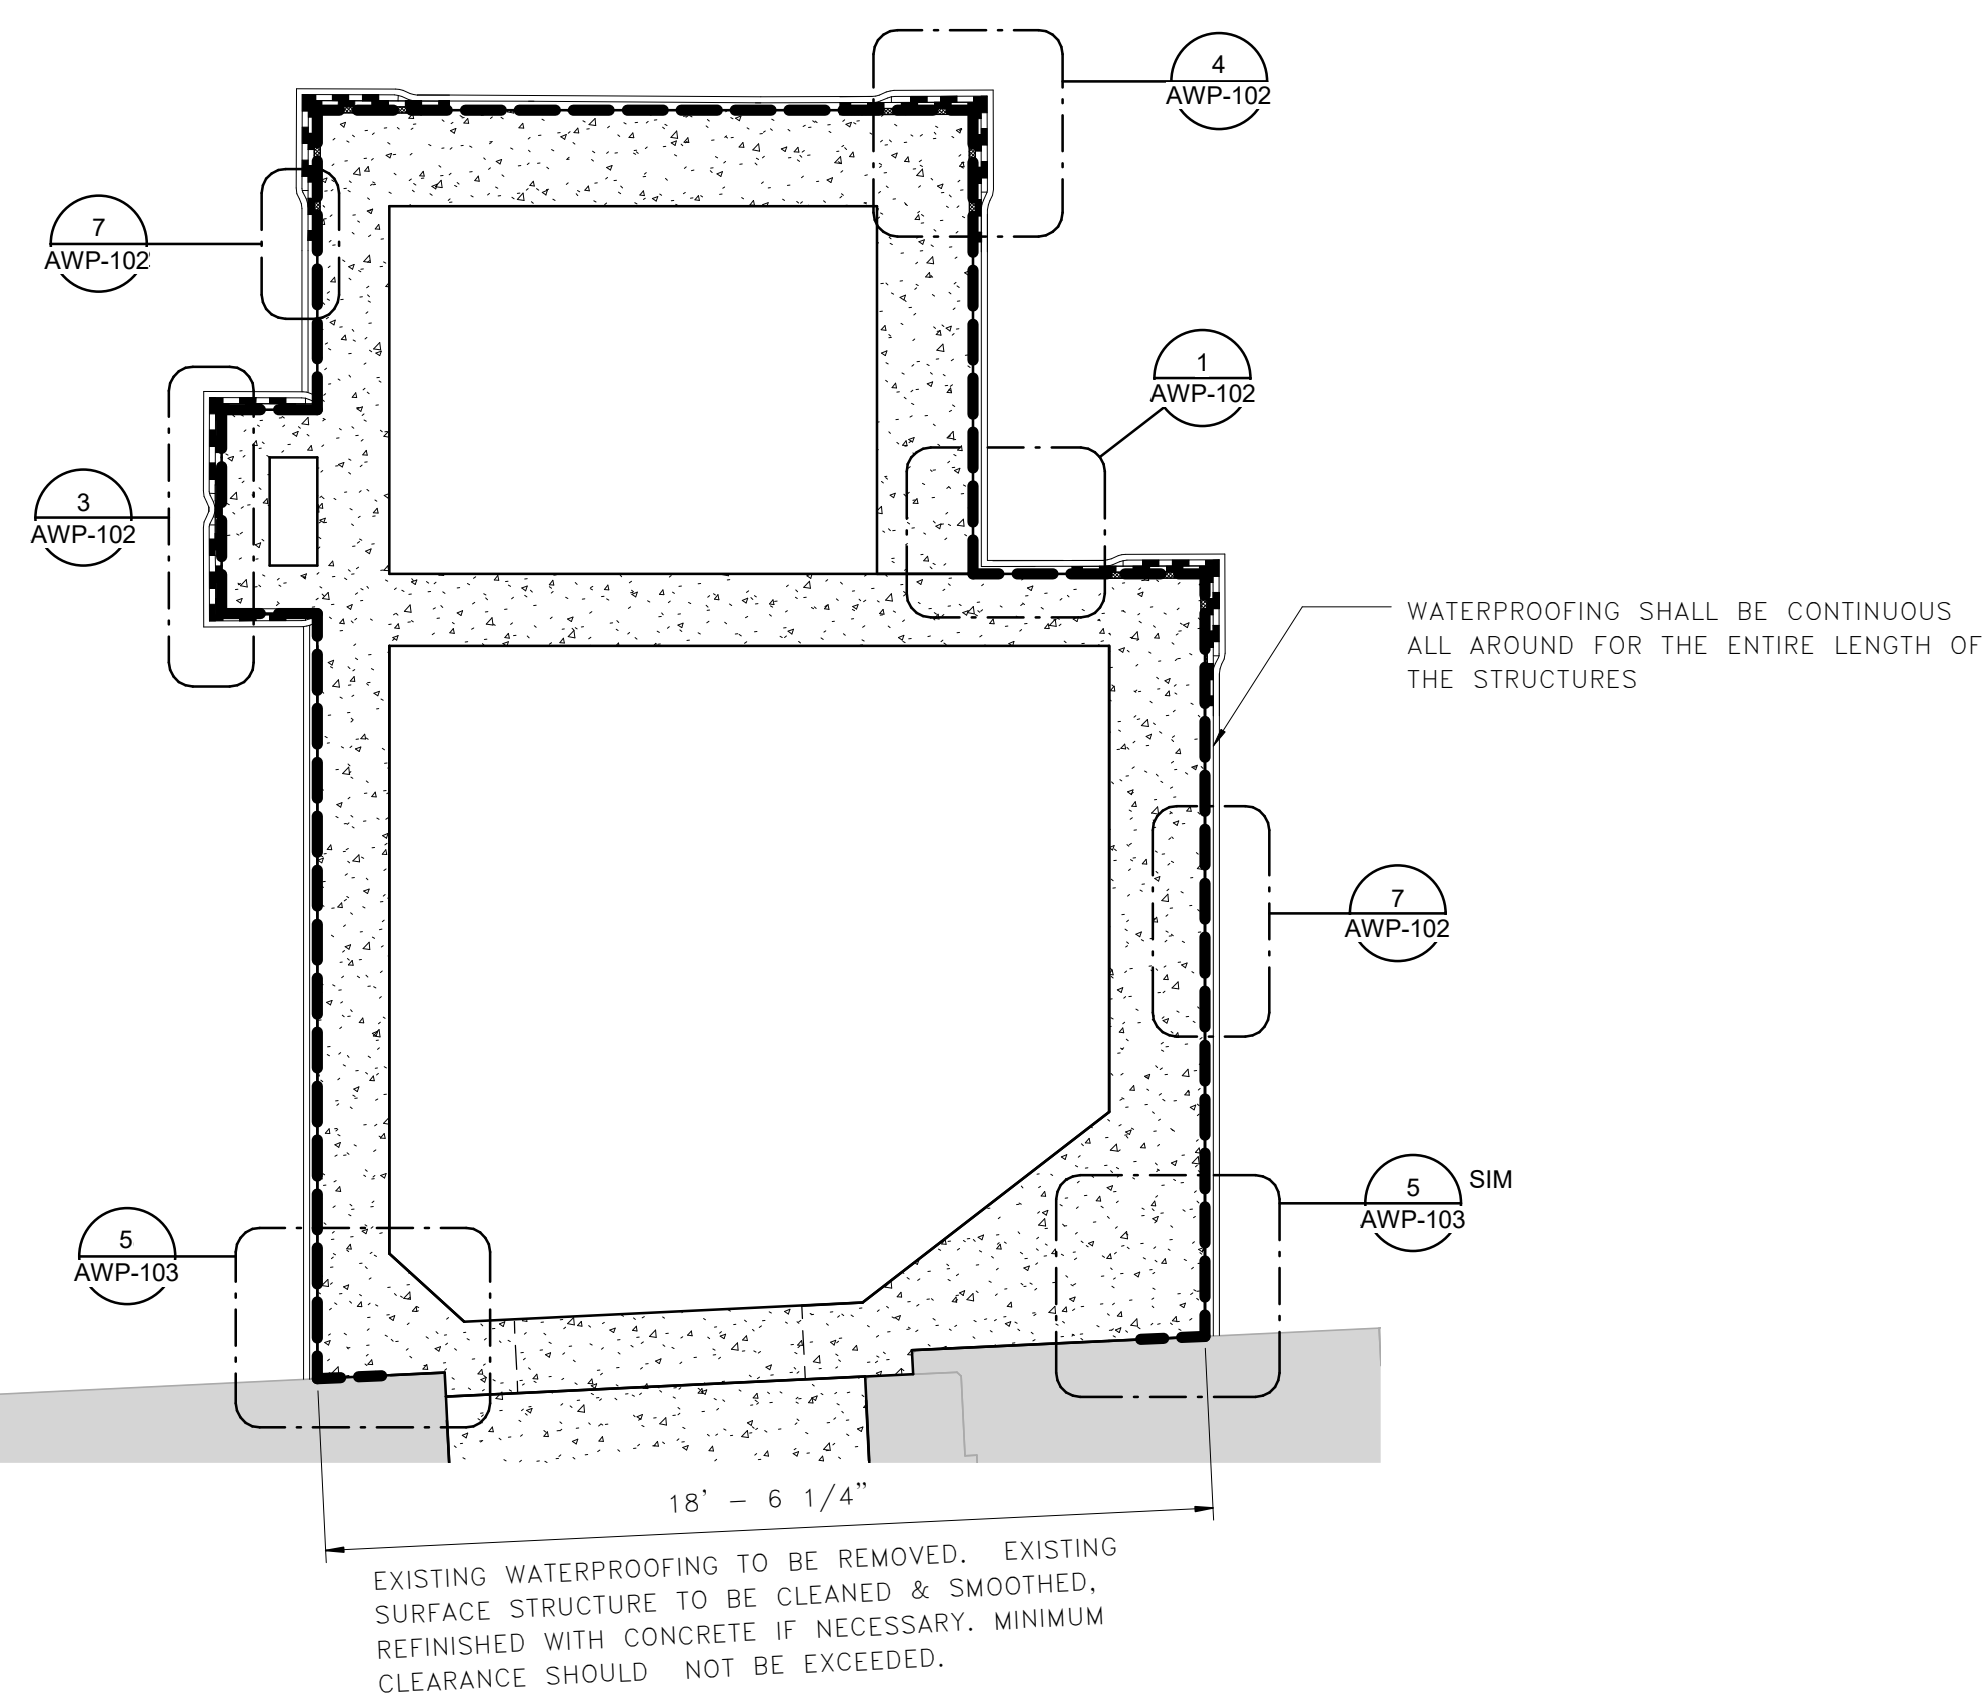 4
AWP-102
7
AWP-102
1
AWP-102
3
AWP-102
WATERPROOFING SHALL BE CONTINUOUS
ALL AROUND FOR THE ENTIRE LENGTH OF
THE STRUCTURES
7
AWP-102
5 SIM
AWP-103
5
AWP-103
18' - 6 1/4"
EXISTING WATERPROOFING TO BE REMOVED. EXISTING
SURFACE STRUCTURE TO BE CLEANED & SMOOTHED,
REFINISHED WITH CONCRETE IF NECESSARY. MINIMUM
CLEARANCE SHOULD NOT BE EXCEEDED.